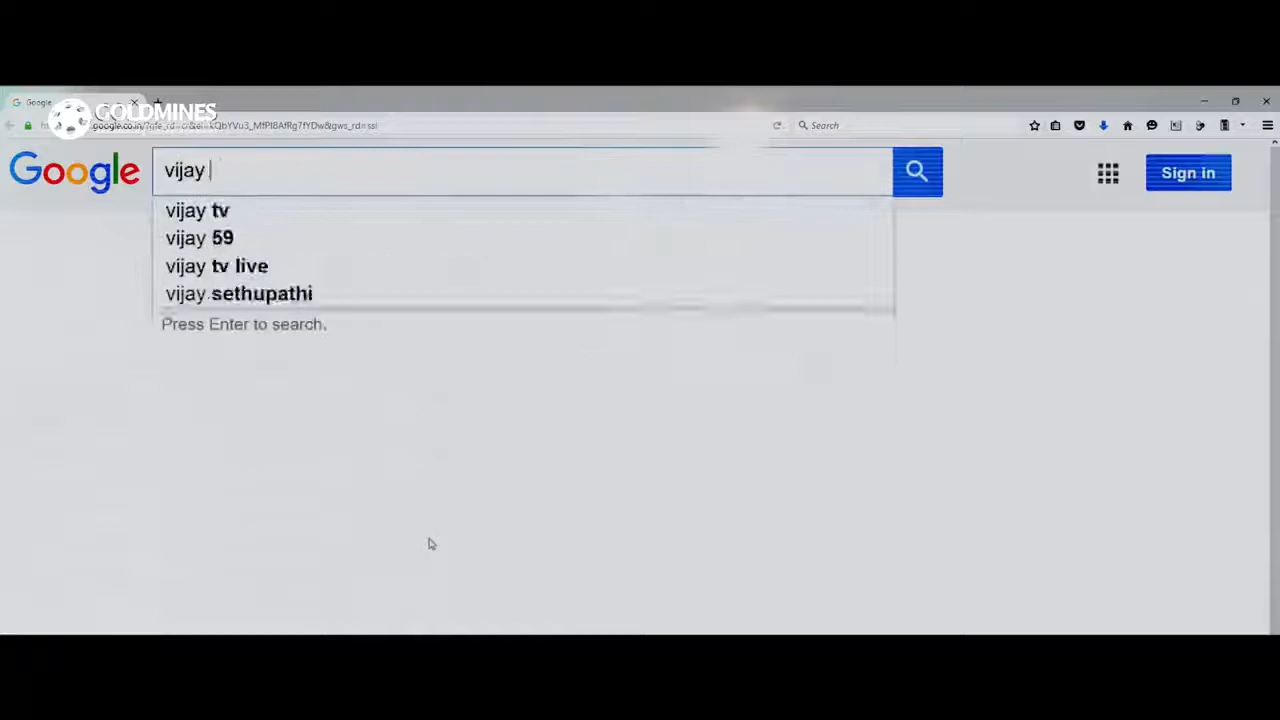 Google
GOLDMINES
Search
Google
vijay
Sign in
vijay tv
vijay 59
vijay tv live
vijay sethupathi
Press Enter to search.